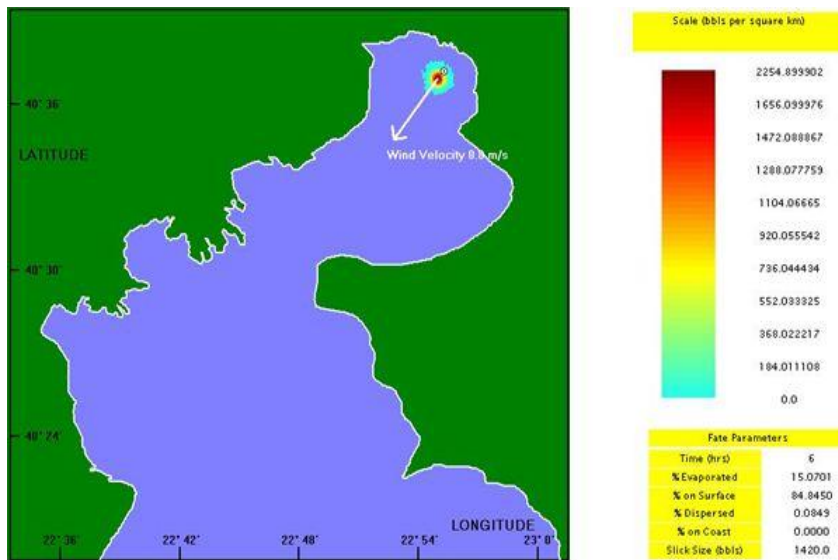 40° 36'
LATITUDE
40° 30'
40° 24'
Wind Velocity 8.8 m/s
LONGITUDE
22° 36'
22° 42'
22° 48'
22° 54'
23° 0'
Scale (bbls per square km)
2254.899902
1656.099976
1472.088867
1288.077759
1104.06665
920.055542
736.044434
552.033325
368.022217
184.011108
0.0
Fate Parameters
Time (hrs) 6
% Evaporated 15.0701
% on Surface 84.8450
% Dispersed 0.0849
% on Coast 0.0000
Slick Size (bbls) 1420.0